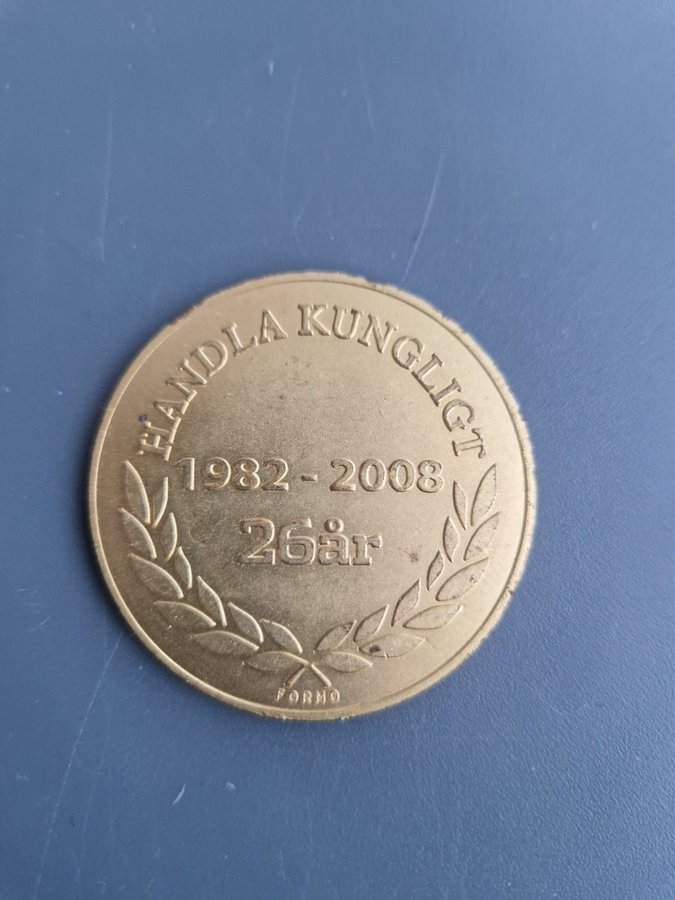 HANDLA KUNGLIGT
1982 - 2008
26år
FORMO